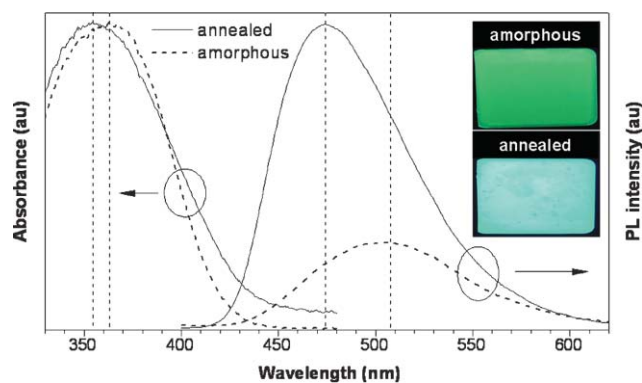 annealed
amorphous
amorphous
annealed
Absorbance (au)
PL intensity (au)
350 400 450 500 550 600
Wavelength (nm)